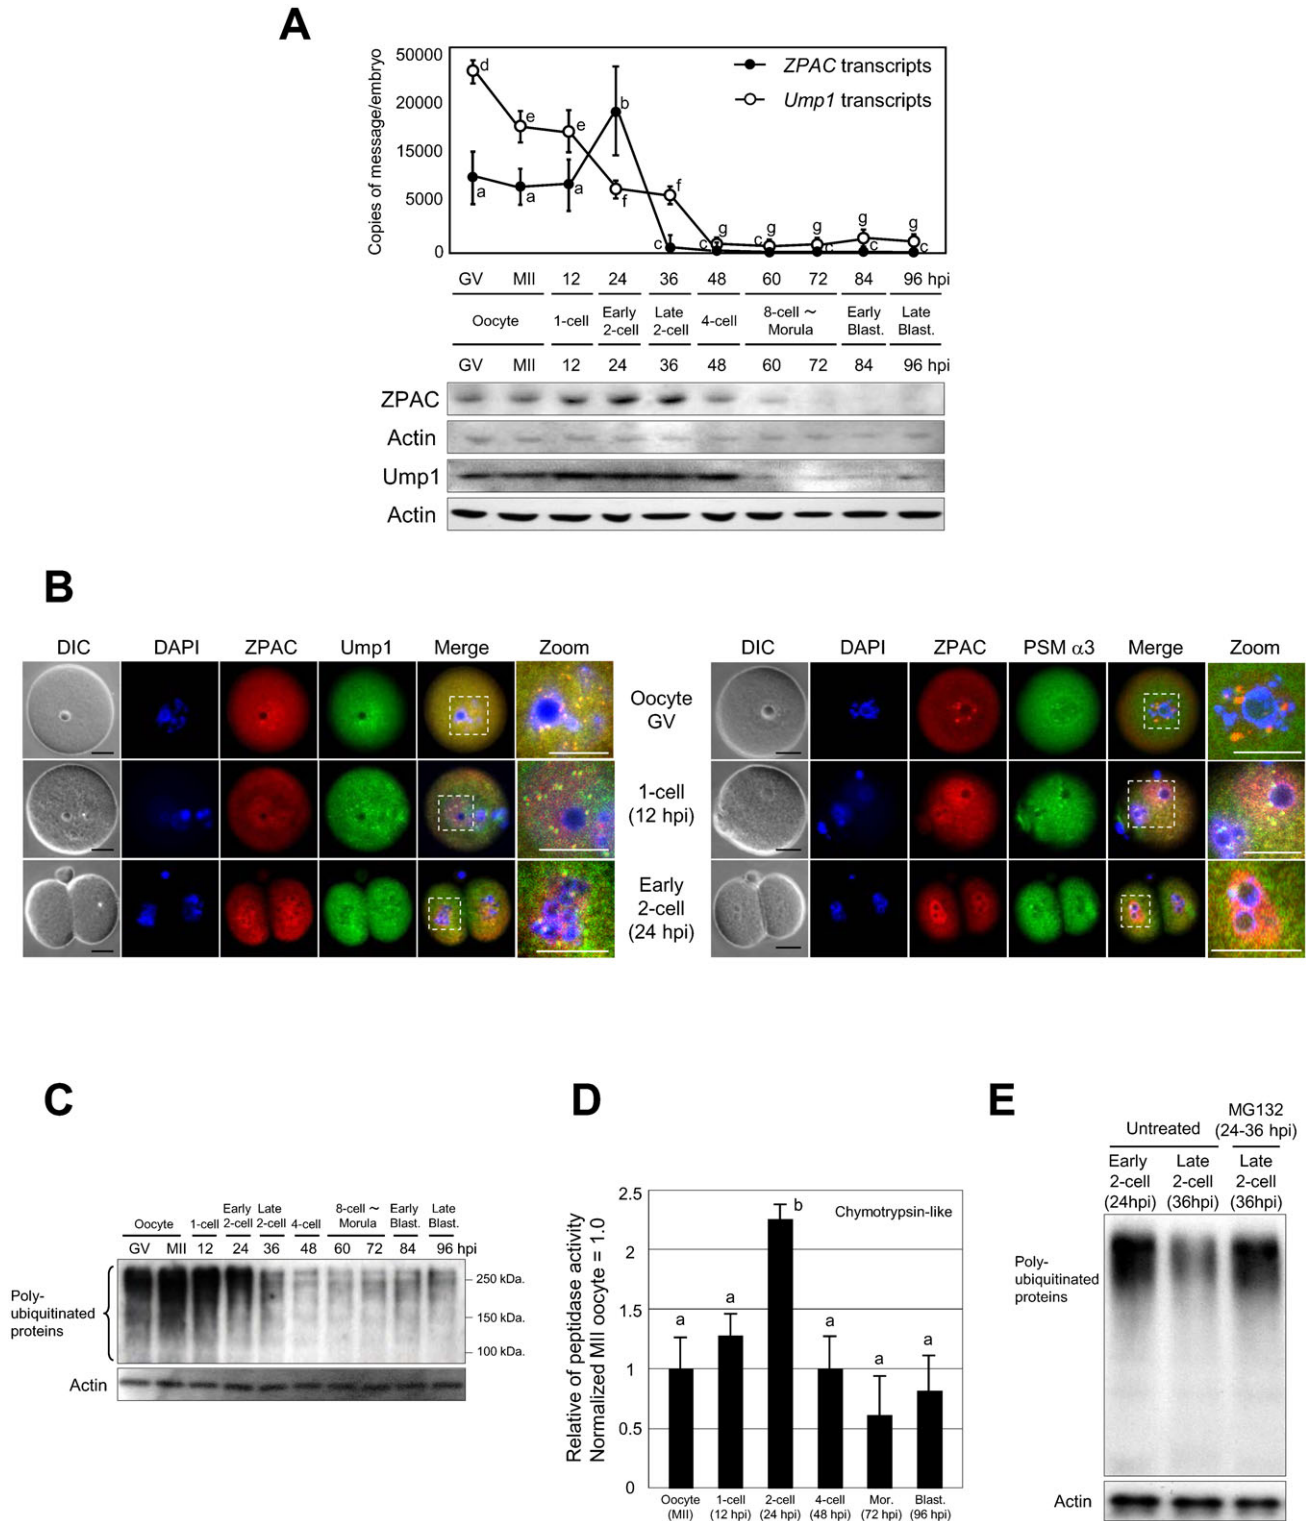 A
Copies of message/embryo
50000
20000
15000
5000
0
ZPAC transcripts
Ump1 transcripts
d
e
e
b
a
a
a
f
f
c
c
g
c
g
c
g
c
g
c
g
GV MII 12 24 36 48 60 72 84 96 hpi
Oocyte 1-cell Early 2-cell Late 2-cell 4-cell 8-cell ~ Morula Early Blast. Late Blast.
GV MII 12 24 36 48 60 72 84 96 hpi
ZPAC
Actin
Ump1
Actin
B
DIC DAPI ZPAC Ump1 Merge Zoom
DIC DAPI ZPAC PSM α3 Merge Zoom
Oocyte
GV
1-cell
(12 hpi)
Early
2-cell
(24 hpi)
C
Oocyte 1-cell Early 2-cell Late 2-cell 4-cell 8-cell ~ Morula Early Blast. Late Blast.
GV MII 12 24 36 48 60 72 84 96 hpi
Poly-
ubiquitinated
proteins
250 kDa.
150 kDa.
100 kDa.
Actin
D
Relative of peptidase activity
Normalized MII oocyte = 1.0
2.5
2
1.5
1
0.5
0
Chymotrypsin-like
a
a
b
a
a
a
Oocyte (MII)
1-cell (12 hpi)
2-cell (24 hpi)
4-cell (48 hpi)
Mor. (72 hpi)
Blast. (96 hpi)
E
Untreated
MG132
(24-36 hpi)
Early 2-cell (24hpi)
Late 2-cell (36hpi)
Late 2-cell (36hpi)
Poly-
ubiquitinated
proteins
Actin